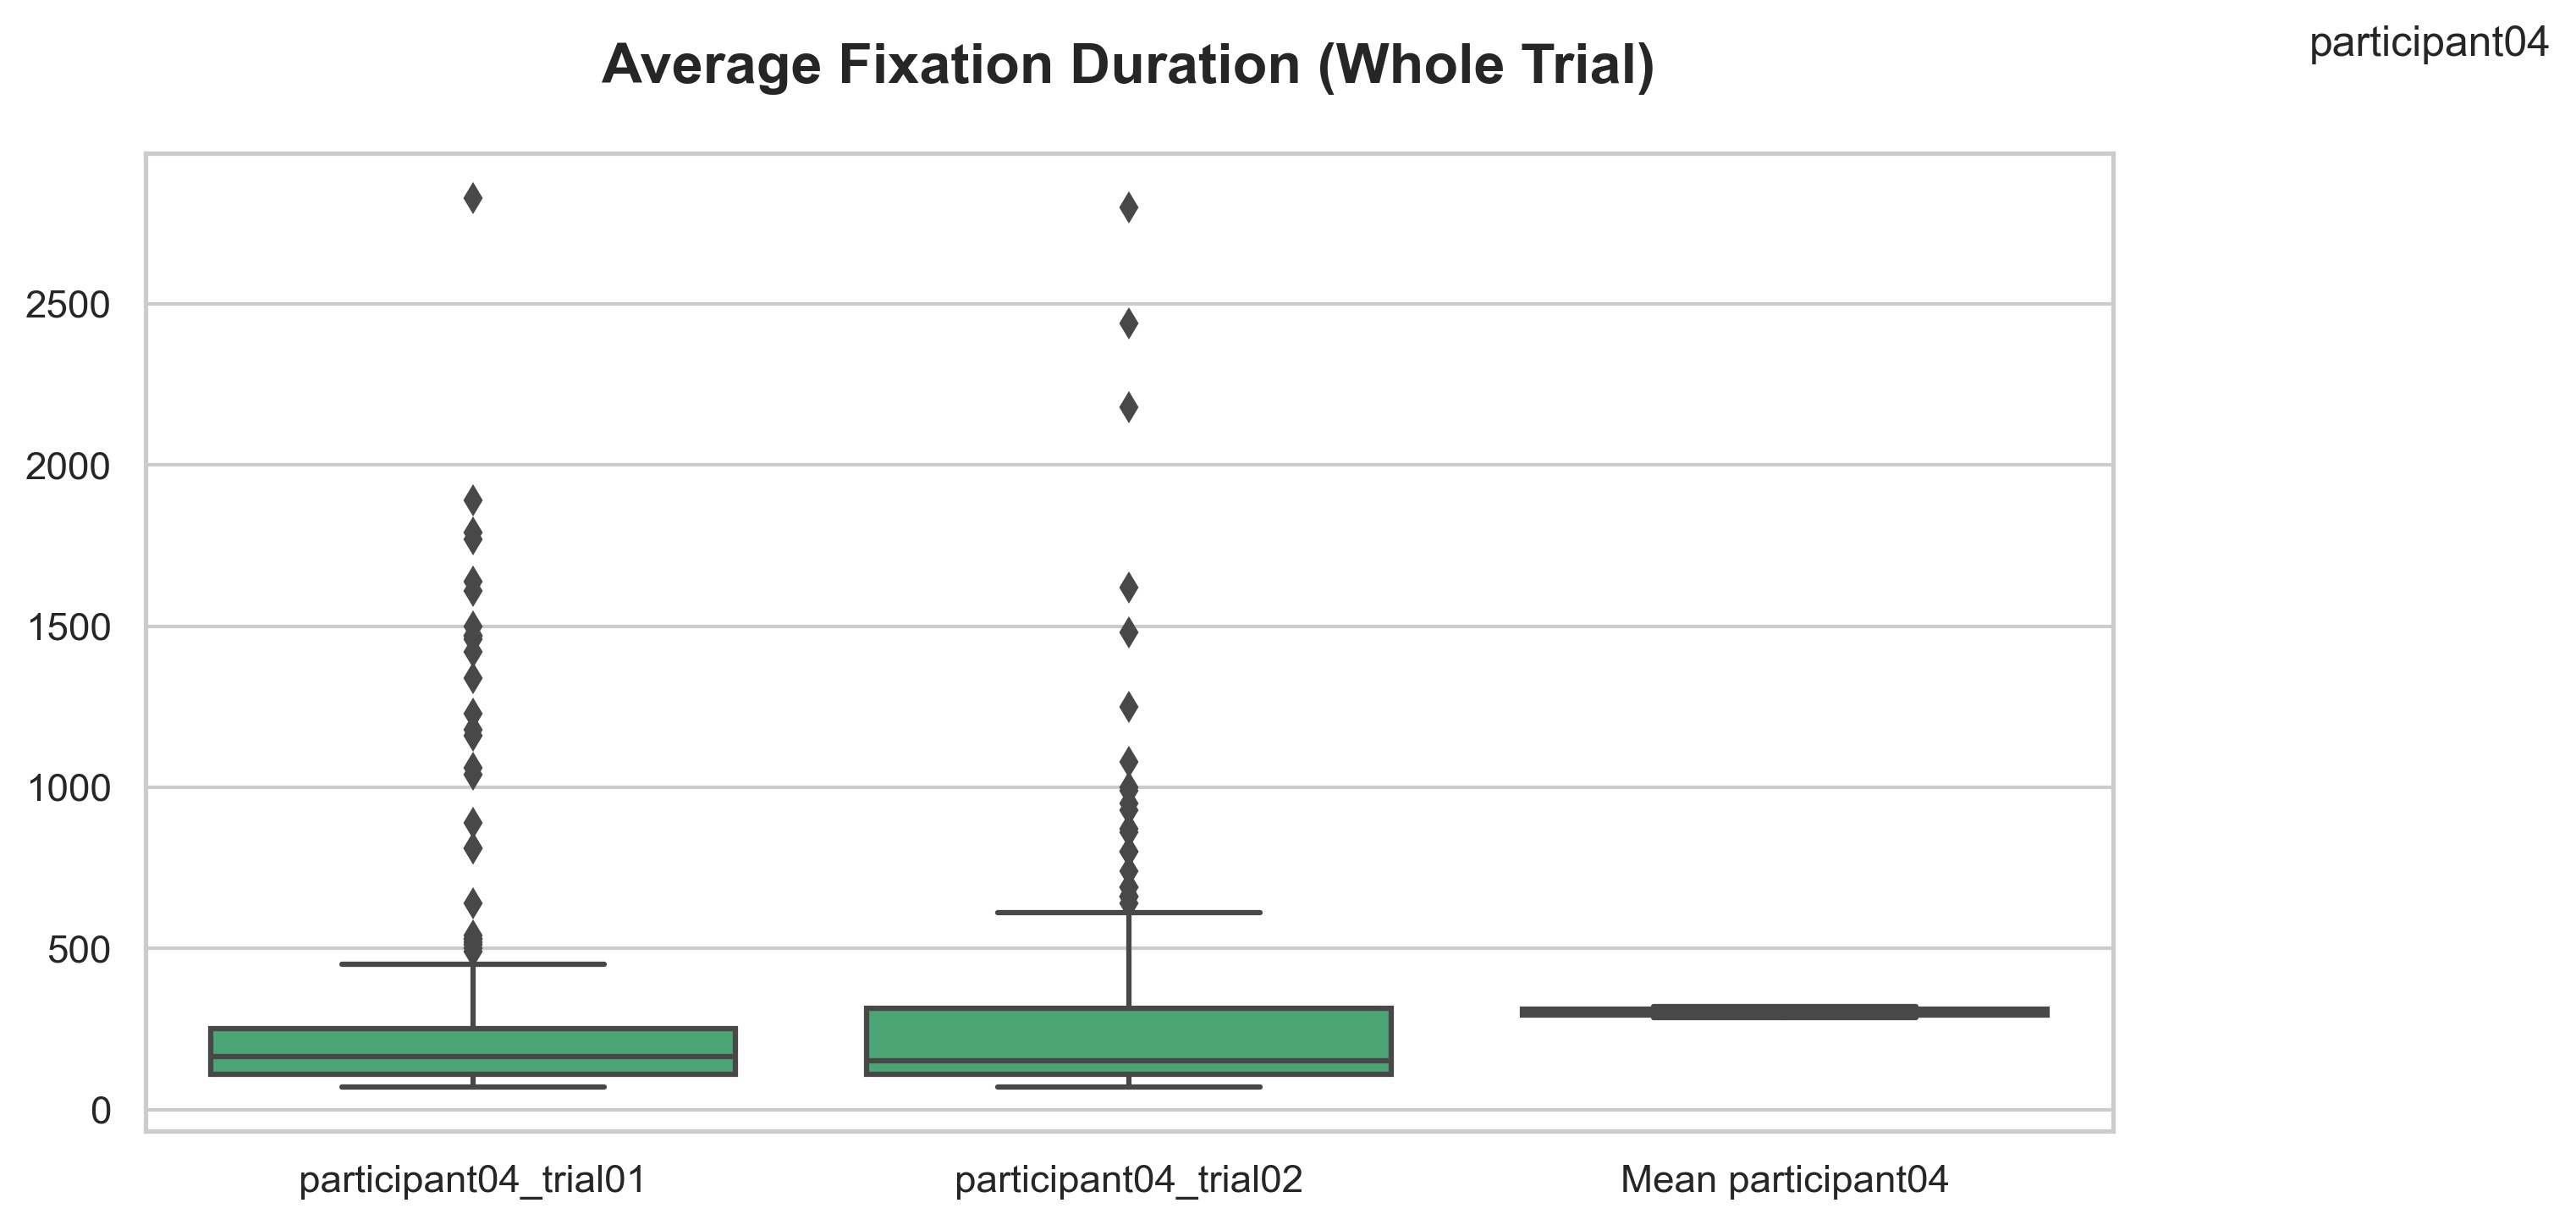 participant04
Average Fixation Duration (Whole Trial)
2500
2000
1500
1000
500
0
participant04_trial01
participant04_trial02
Mean participant04